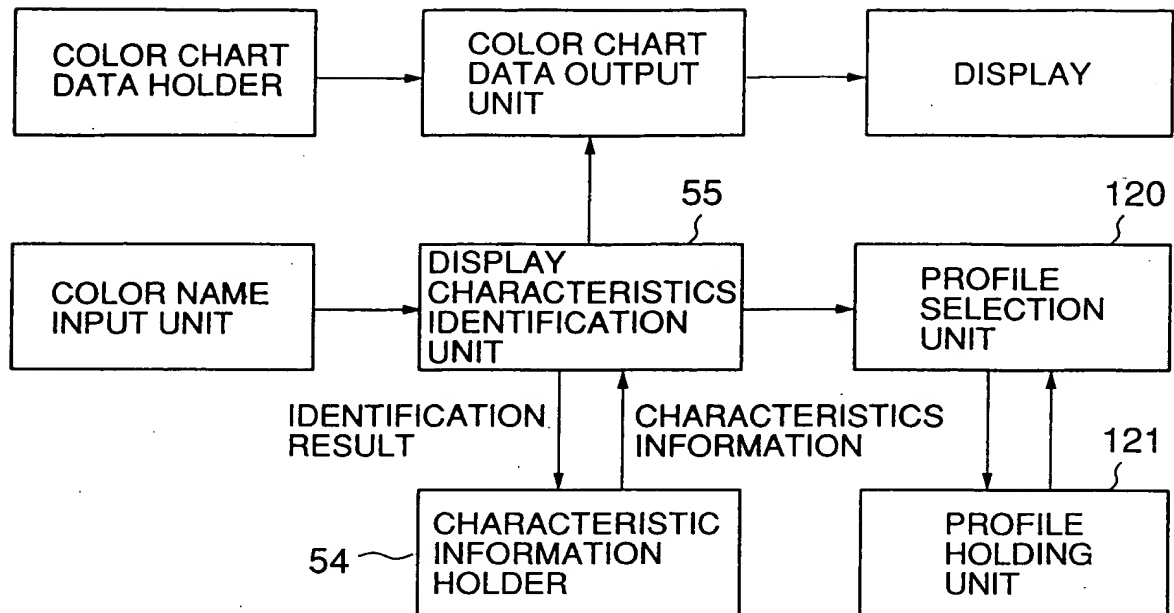 COLOR CHART
DATA HOLDER
COLOR CHART
DATA OUTPUT
UNIT
DISPLAY
55
120
COLOR NAME
INPUT UNIT
DISPLAY
CHARACTERISTICS
IDENTIFICATION
UNIT
PROFILE
SELECTION
UNIT
IDENTIFICATION
RESULT
CHARACTERISTICS
INFORMATION
121
54
CHARACTERISTIC
INFORMATION
HOLDER
PROFILE
HOLDING
UNIT